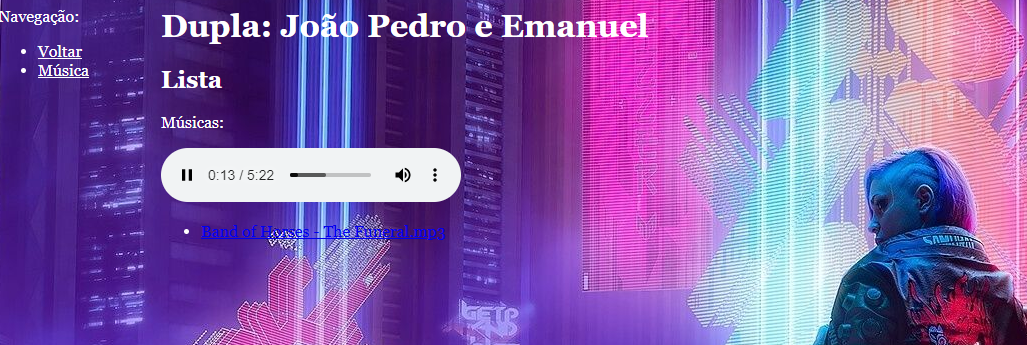 Navegação:
Voltar
Música
Dupla: João Pedro e Emanuel
Lista
Músicas:
0:13 / 5:22
Band of Horses - The Funeral.mp3
SAMURAI